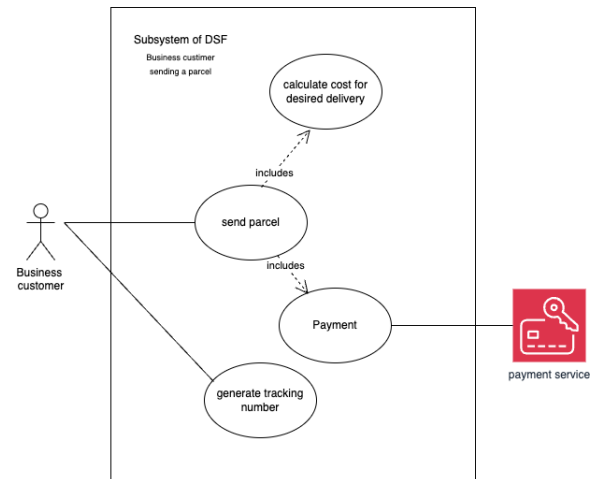 Subsystem of DSF
Business custimer
sending a parcel
calculate cost for
desired delivery
includes
send parcel
includes
Business
customer
Payment
payment service
generate tracking
number